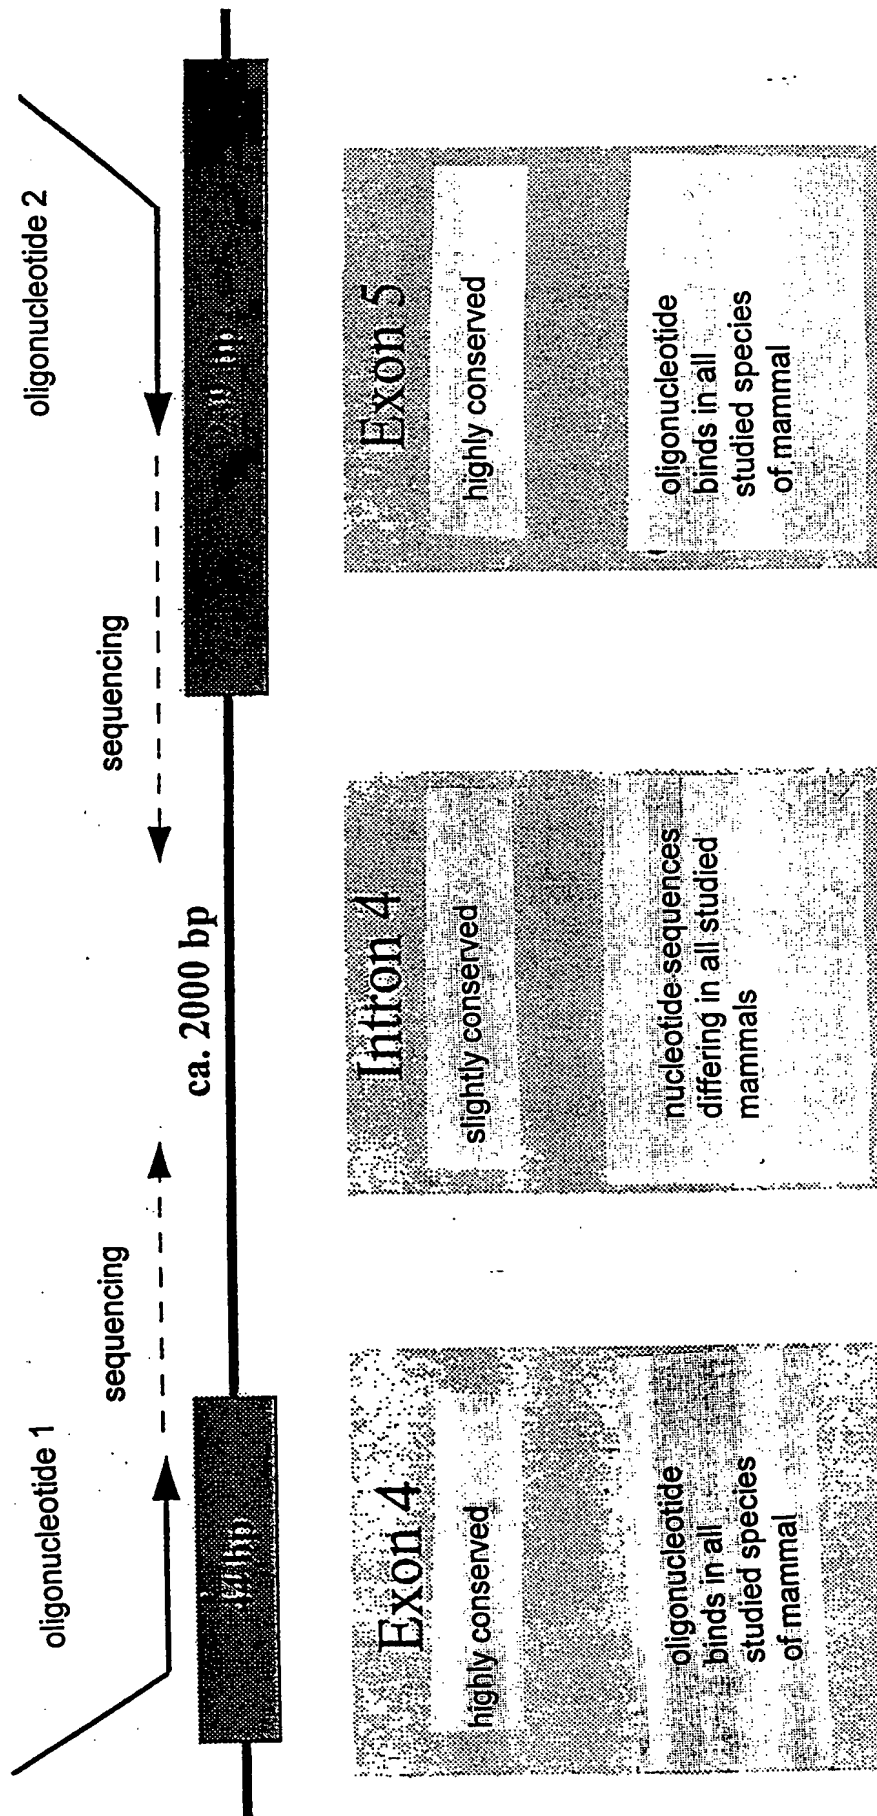 oligonucleotide 1
sequencing
sequencing
oligonucleotide 2
ca. 2000 bp
Exon 4
highly conserved
oligonucleotide
binds in all
studied species
of mammal
Intron 4
slightly conserved
nucleotide sequences
differing in all studied
mammals
Exon 5
highly conserved
oligonucleotide
binds in all
studied species
of mammal